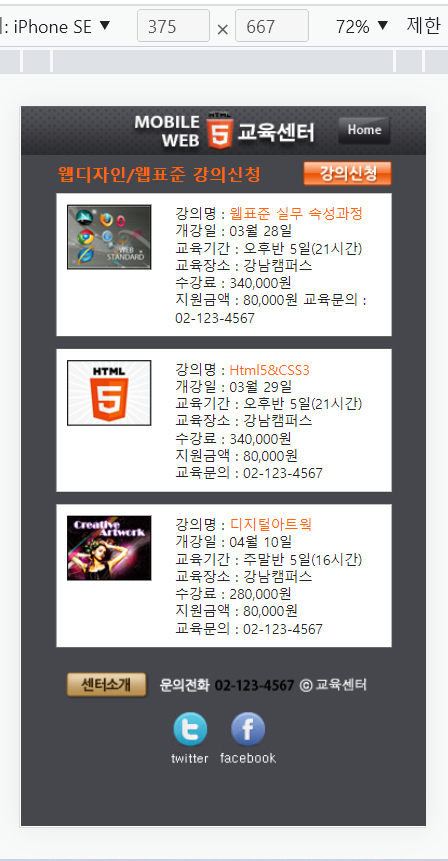 : iPhone SE ▼ 375 × 667 72% ▼ 제한
MOBILE
WEB 5 교육센터 Home
웹디자인/웹표준 강의신청 강의신청
WEB
STANDARD
강의명 : 웹표준 실무 속성과정
개강일 : 03월 28일
교육기간 : 오후반 5일(21시간)
교육장소 : 강남캠퍼스
수강료 : 340,000원
지원금액 : 80,000원 교육문의 :
02-123-4567
HTML
5
강의명 : Html5&CSS3
개강일 : 03월 29일
교육기간 : 오후반 5일(21시간)
교육장소 : 강남캠퍼스
수강료 : 340,000원
지원금액 : 80,000원
교육문의 : 02-123-4567
Creative
Artwork
강의명 : 디지털아트웍
개강일 : 04월 10일
교육기간 : 주말반 5일(16시간)
교육장소 : 강남캠퍼스
수강료 : 280,000원
지원금액 : 80,000원
교육문의 : 02-123-4567
센터소개 문의전화 02-123-4567 ⓒ 교육센터
twitter facebook